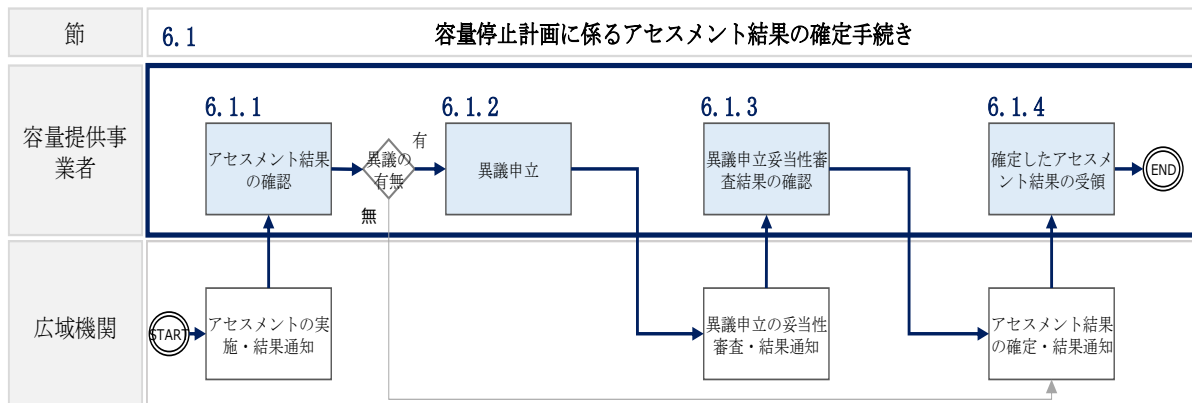 節
6.1
容量停止計画に係るアセスメント結果の確定手続き
容量提供事
業者
6.1.1
アセスメント結果
の確認
異議の
有無
有
無
6.1.2
異議申立
6.1.3
異議申立妥当性審
査結果の確認
6.1.4
確定したアセスメ
ント結果の受領
END
広域機関
START
アセスメントの実
施・結果通知
異議申立の妥当性
審査・結果通知
アセスメント結果
の確定・結果通知